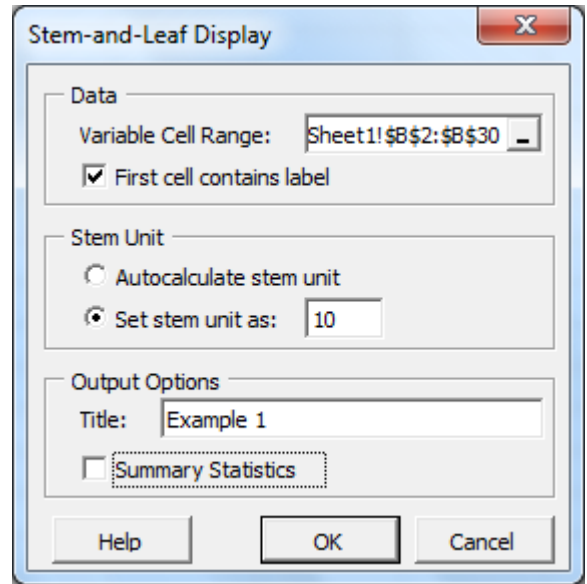 Stem-and-Leaf Display
Data
Variable Cell Range: Sheet1!$B$2:$B$30
First cell contains label
Stem Unit
Autocalculate stem unit
Set stem unit as: 10
Output Options
Title: Example 1
Summary Statistics
Help OK Cancel